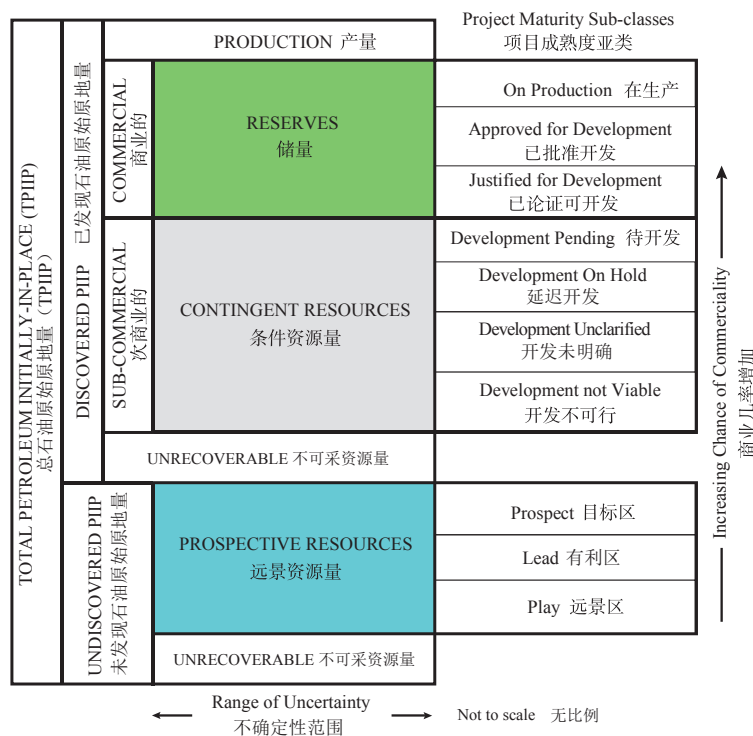 TOTAL PETROLEUM INITIALLY-IN-PLACE (TPIIP)
总石油原始原地量（TPIIP）
DISCOVERED PIIP 已发现石油原始原地量
COMMERCIAL
商业的
SUB-COMMERCIAL
次商业的
UNDISCOVERED PIIP
未发现石油原始原地量
PRODUCTION 产量
RESERVES
储量
CONTINGENT RESOURCES
条件资源量
UNRECOVERABLE 不可采资源量
PROSPECTIVE RESOURCES
远景资源量
UNRECOVERABLE 不可采资源量
Project Maturity Sub-classes
项目成熟度亚类
On Production 在生产
Approved for Development
已批准开发
Justified for Development
已论证可开发
Development Pending 待开发
Development On Hold
延迟开发
Development Unclarified
开发未明确
Development not Viable
开发不可行
Prospect 目标区
Lead 有利区
Play 远景区
Increasing Chance of Commerciality
商业几率增加
Range of Uncertainty
不确定性范围
Not to scale 无比例